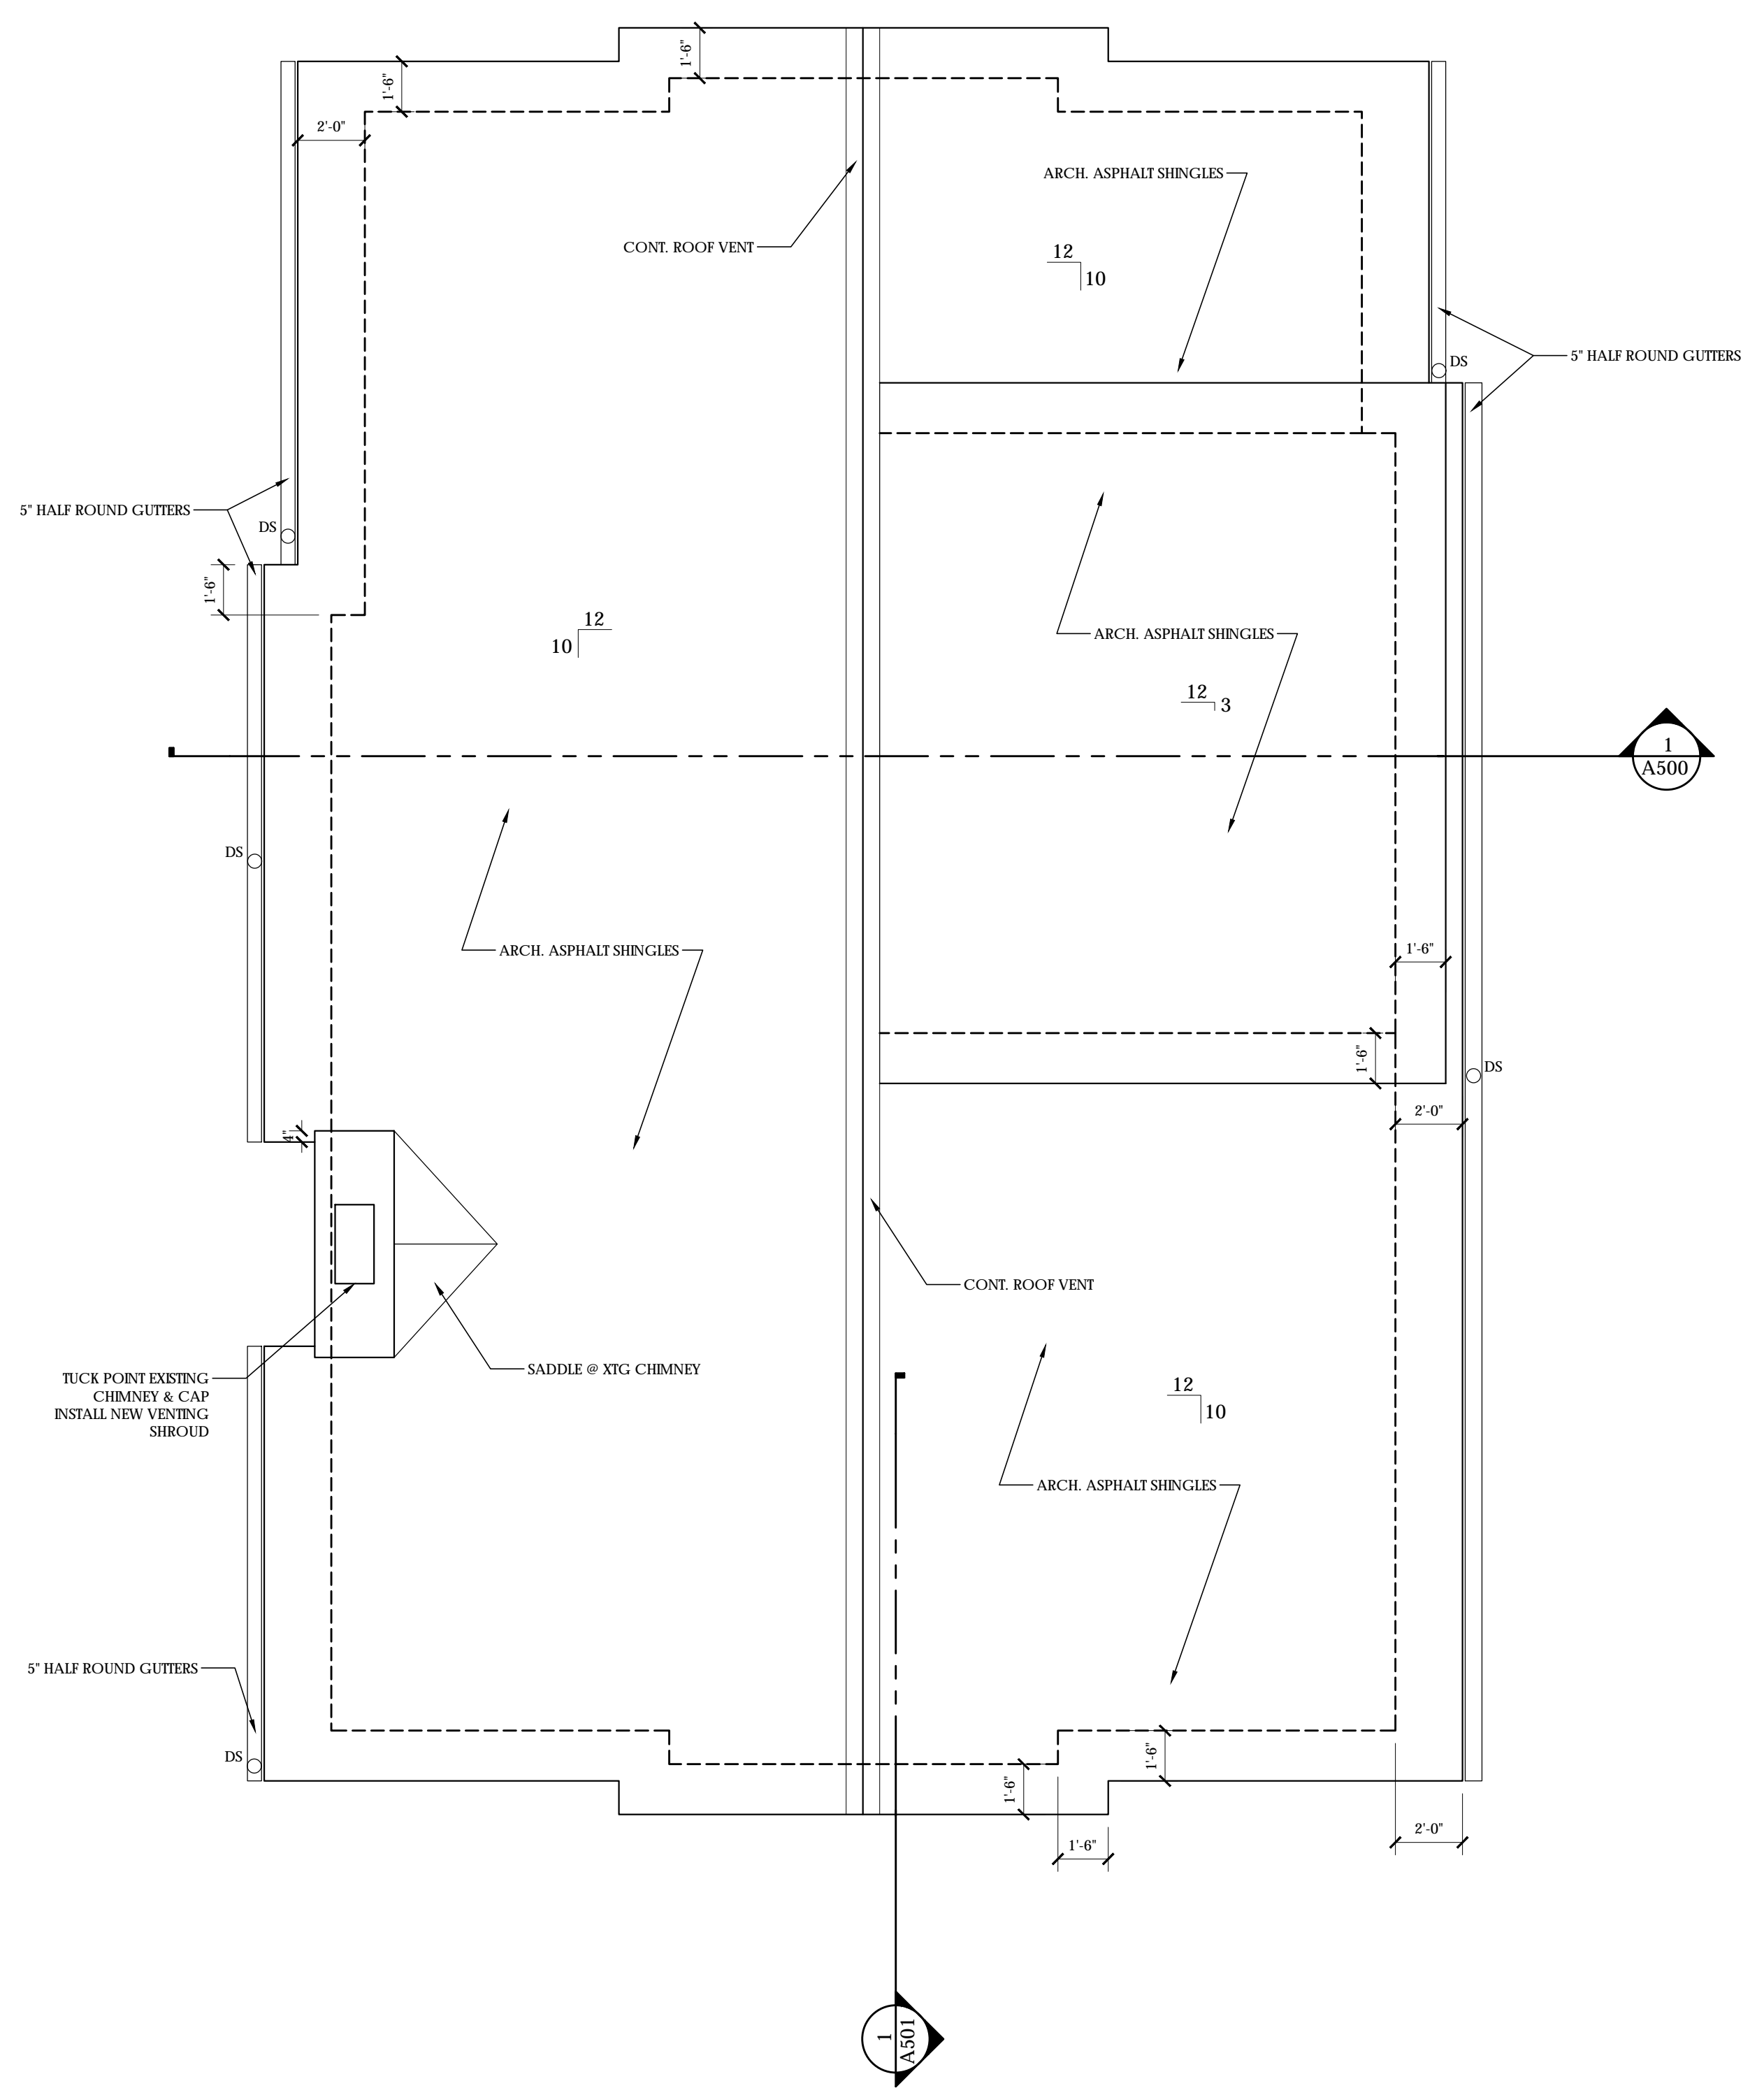 1'-6"
1'-6"
2'-0"
ARCH. ASPHALT SHINGLES
CONT. ROOF VENT
12
10
5" HALF ROUND GUTTERS
DS
5" HALF ROUND GUTTERS
DS
1'-6"
12
10
ARCH. ASPHALT SHINGLES
12
3
1
A500
DS
ARCH. ASPHALT SHINGLES
1'-6"
1'-6"
DS
2'-0"
4"
CONT. ROOF VENT
SADDLE @ XTG CHIMNEY
TUCK POINT EXISTING
CHIMNEY & CAP
INSTALL NEW VENTING
SHROUD
12
10
ARCH. ASPHALT SHINGLES
5" HALF ROUND GUTTERS
DS
1'-6"
1'-6"
1'-6"
2'-0"
1
A501